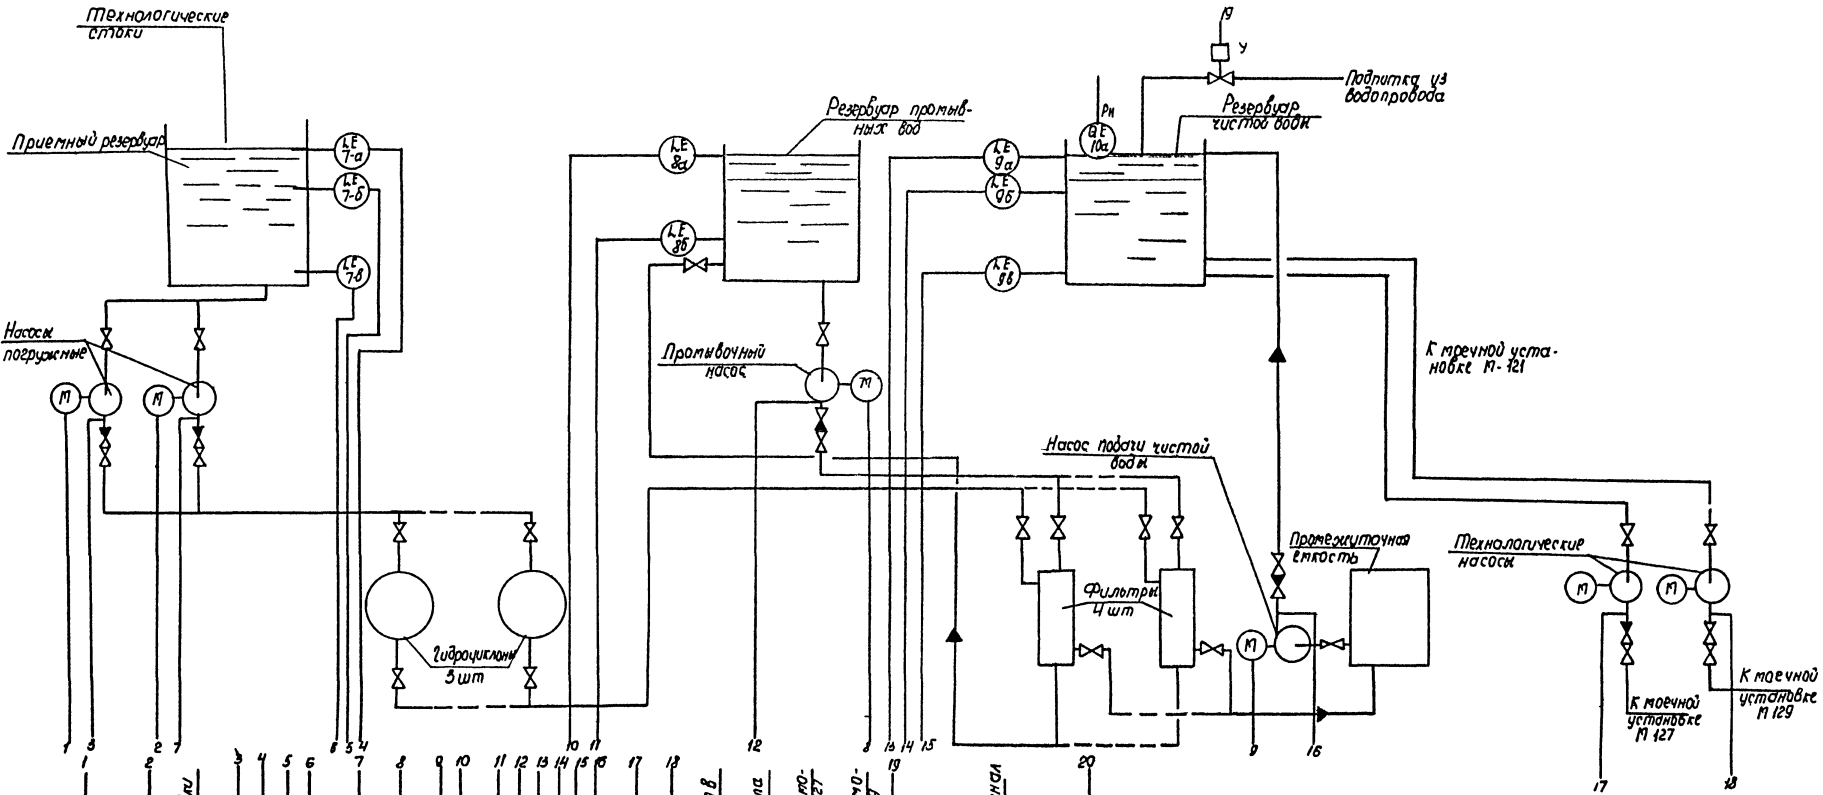 Технологические
стоки
19
У
Подпитка из
водопровода
Приемный резервуар
LE
7-а
LE
7-б
LE
7-в
Резервуар промыв-
ных вод
LE
8а
LE
8б
РН
QE
10а
Резервуар
чистой воды
LE
9а
LE
9б
LE
9в
Насосы
погружные
М
М
Промывочный
насос
М
К моечной уста-
новке М-121
Насос подачи чистой
воды
Промежуточная
емкость
Технологические
насосы
М
М
Фильтры
4 шт
М
Гидроциклоны
3 шт
К моечной
установке
М 127
К моечной
установке
М 129
1 3 2 7 6 5 4 10 11 12 8 13 14 15 9 16 17 18
1 2 3 4 5 6 7 8 9 10 11 12 13 14 15 16 17 18 19 20